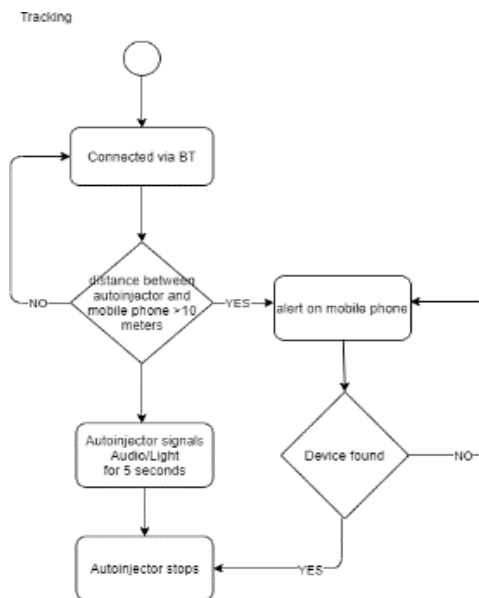 Tracking
Connected via BT
distance between
autoinjector and
mobile phone >10
meters
NO
YES
alert on mobile phone
Autoinjector signals
Audio/Light
for 5 seconds
Device found
NO
Autoinjector stops
YES